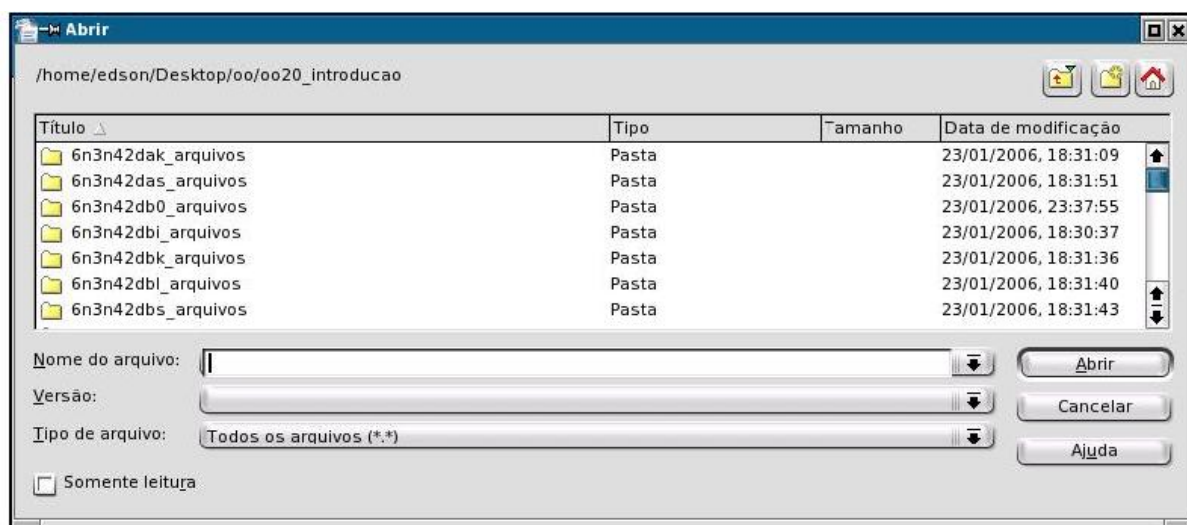 Abrir
/home/edson/Desktop/oo/oo20_introducao
Título Tipo Tamanho Data de modificação
6n3n42dak_arquivos Pasta 23/01/2006, 18:31:09
6n3n42das_arquivos Pasta 23/01/2006, 18:31:51
6n3n42db0_arquivos Pasta 23/01/2006, 23:37:55
6n3n42dbi_arquivos Pasta 23/01/2006, 18:30:37
6n3n42dbk_arquivos Pasta 23/01/2006, 18:31:36
6n3n42dbl_arquivos Pasta 23/01/2006, 18:31:40
6n3n42dbs_arquivos Pasta 23/01/2006, 18:31:43
Nome do arquivo: Abrir
Versão: Cancelar
Tipo de arquivo: Todos os arquivos (*.*) Ajuda
Somente leitura